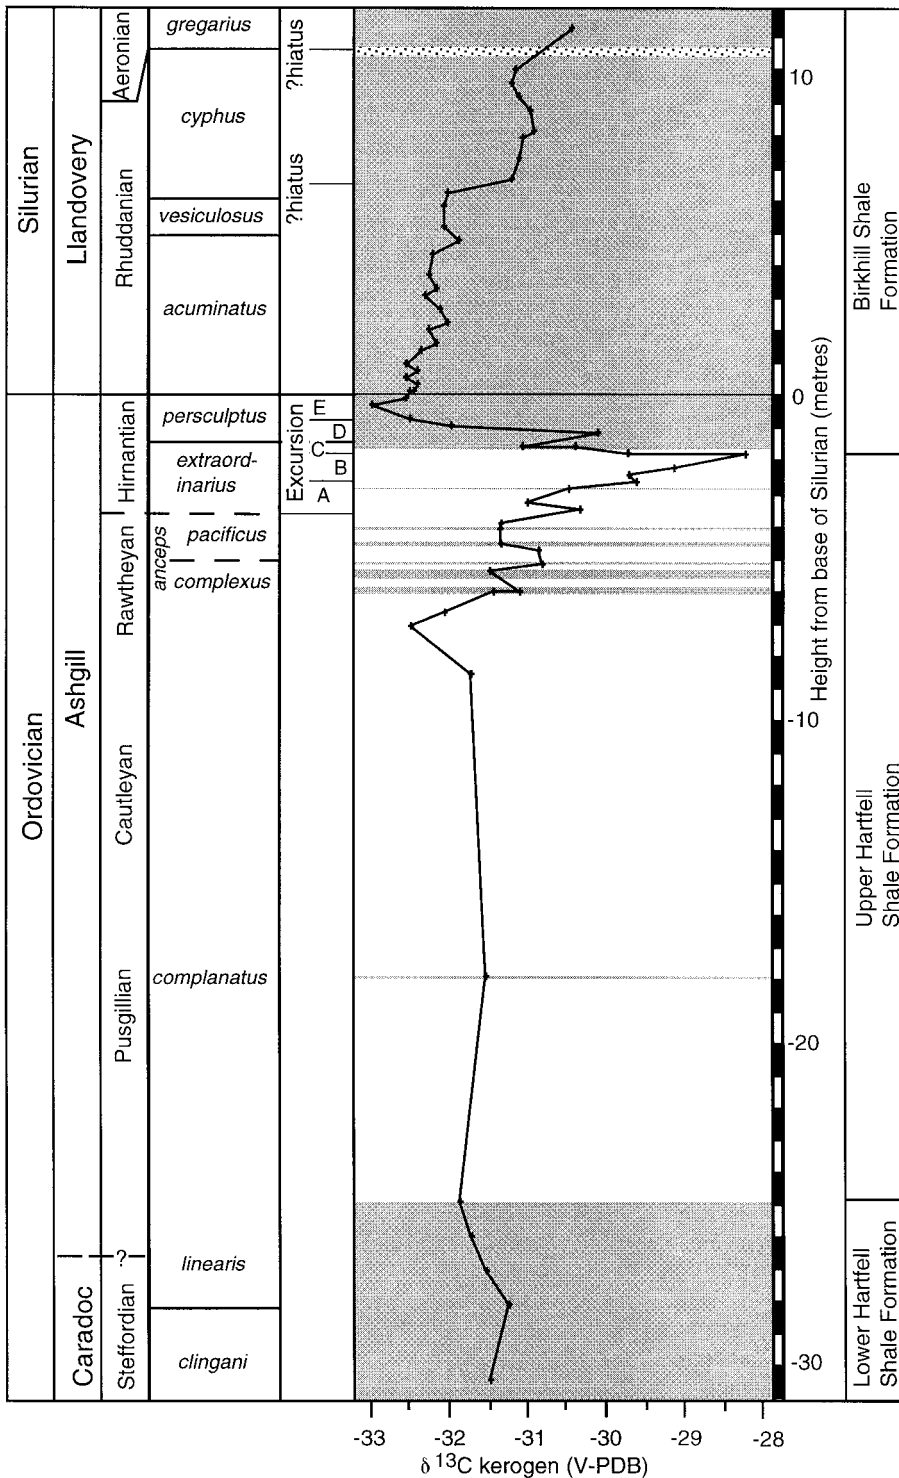 Silurian
Ordovician
Llandovery
Ashgill
Caradoc
Aeronian
Rhuddanian
Hirnantian
Rawtheyan
Cautleyan
Pusgillian
?
Steffordian
gregarius
cyphus
vesiculosus
acuminatus
persculptus
extraord-
inarius
anceps
pacificus
complexus
complanatus
linearis
clingani
?hiatus
?hiatus
Excursion
E
D
C
B
A
10
0
-10
-20
-30
Height from base of Silurian (metres)
Birkhill Shale
Formation
Upper Hartfell
Shale Formation
Lower Hartfell
Shale Formation
-33 -32 -31 -30 -29 -28
δ ¹³C kerogen (V-PDB)